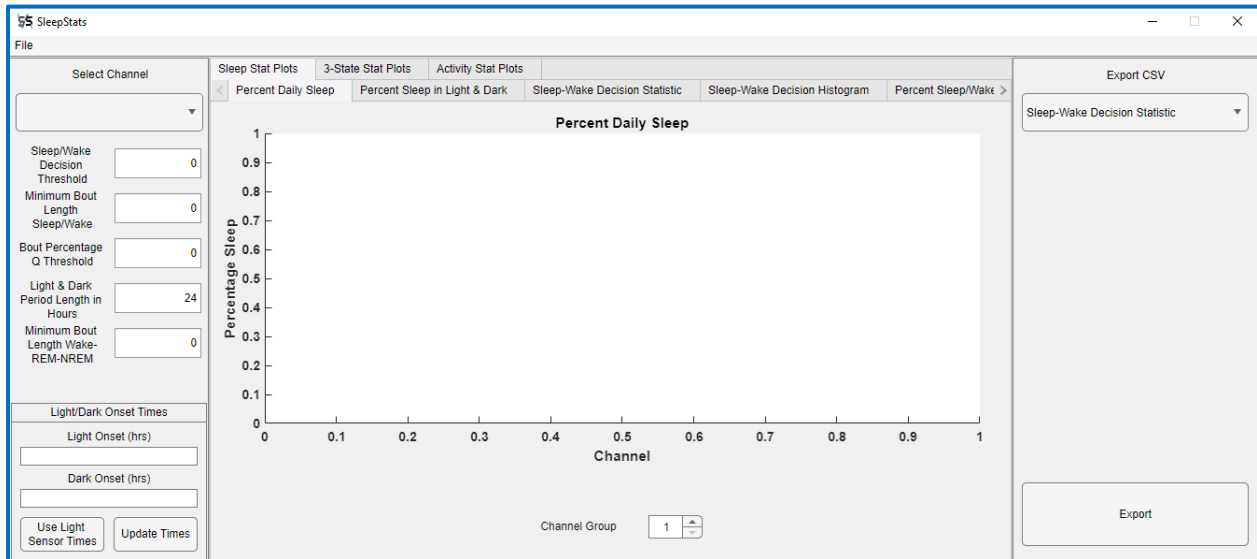 SleepStats
File
Select Channel
Sleep/Wake
Decision
Threshold
0
Minimum Bout
Length
Sleep/Wake
0
Bout Percentage
Q Threshold
0
Light & Dark
Period Length in
Hours
24
Minimum Bout
Length Wake-
REM-NREM
0
Light/Dark Onset Times
Light Onset (hrs)
Dark Onset (hrs)
Use Light
Sensor Times
Update Times
Sleep Stat Plots
3-State Stat Plots
Activity Stat Plots
Percent Daily Sleep
Percent Sleep in Light & Dark
Sleep-Wake Decision Statistic
Sleep-Wake Decision Histogram
Percent Sleep/Wake
Percent Daily Sleep
Percentage Sleep
1
0.9
0.8
0.7
0.6
0.5
0.4
0.3
0.2
0.1
0
0 0.1 0.2 0.3 0.4 0.5 0.6 0.7 0.8 0.9 1
Channel
Channel Group
1
Export CSV
Sleep-Wake Decision Statistic
Export